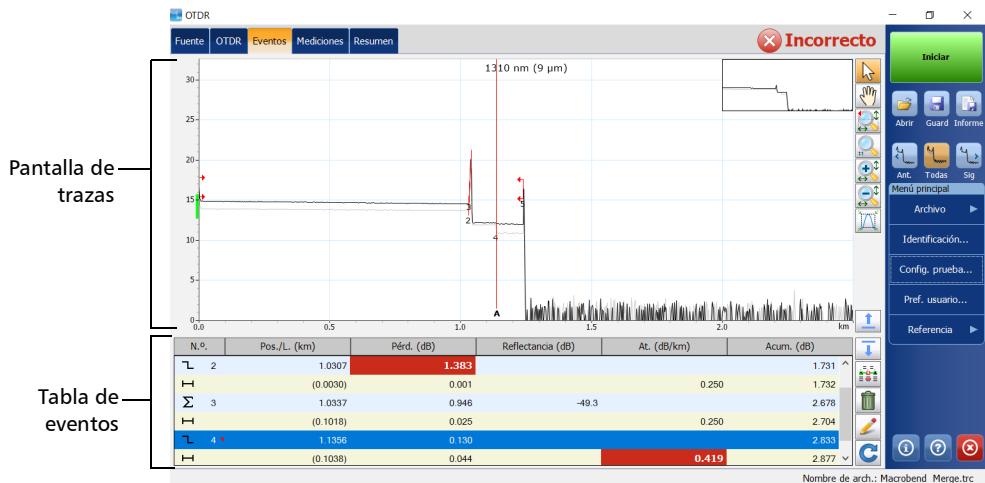 OTDR
Fuente OTDR Eventos Mediciones Resumen
Incorrecto
Iniciar
1310 nm (9 µm)
Abrir Guard Informe
Ant. Todas Sig
Menú principal
Archivo
Identificación...
Config. prueba...
Pref. usuario...
Referencia
Pantalla de
trazas
30
25
20
15
10
5
0
3
2
4
5
A
0.0 0.5 1.0 1.5 2.0 km
Tabla de
eventos
N.º. Pos./L. (km) Pérd. (dB) Reflectancia (dB) At. (dB/km) Acum. (dB)
2 1.0307 1.383 1.731
(0.0030) 0.001 0.250 1.732
Σ 3 1.0337 0.946 -49.3 2.678
(0.1018) 0.025 0.250 2.704
4 1.1356 0.130 2.833
(0.1038) 0.044 0.419 2.877
Nombre de arch.: Macrobend_Merge.trc